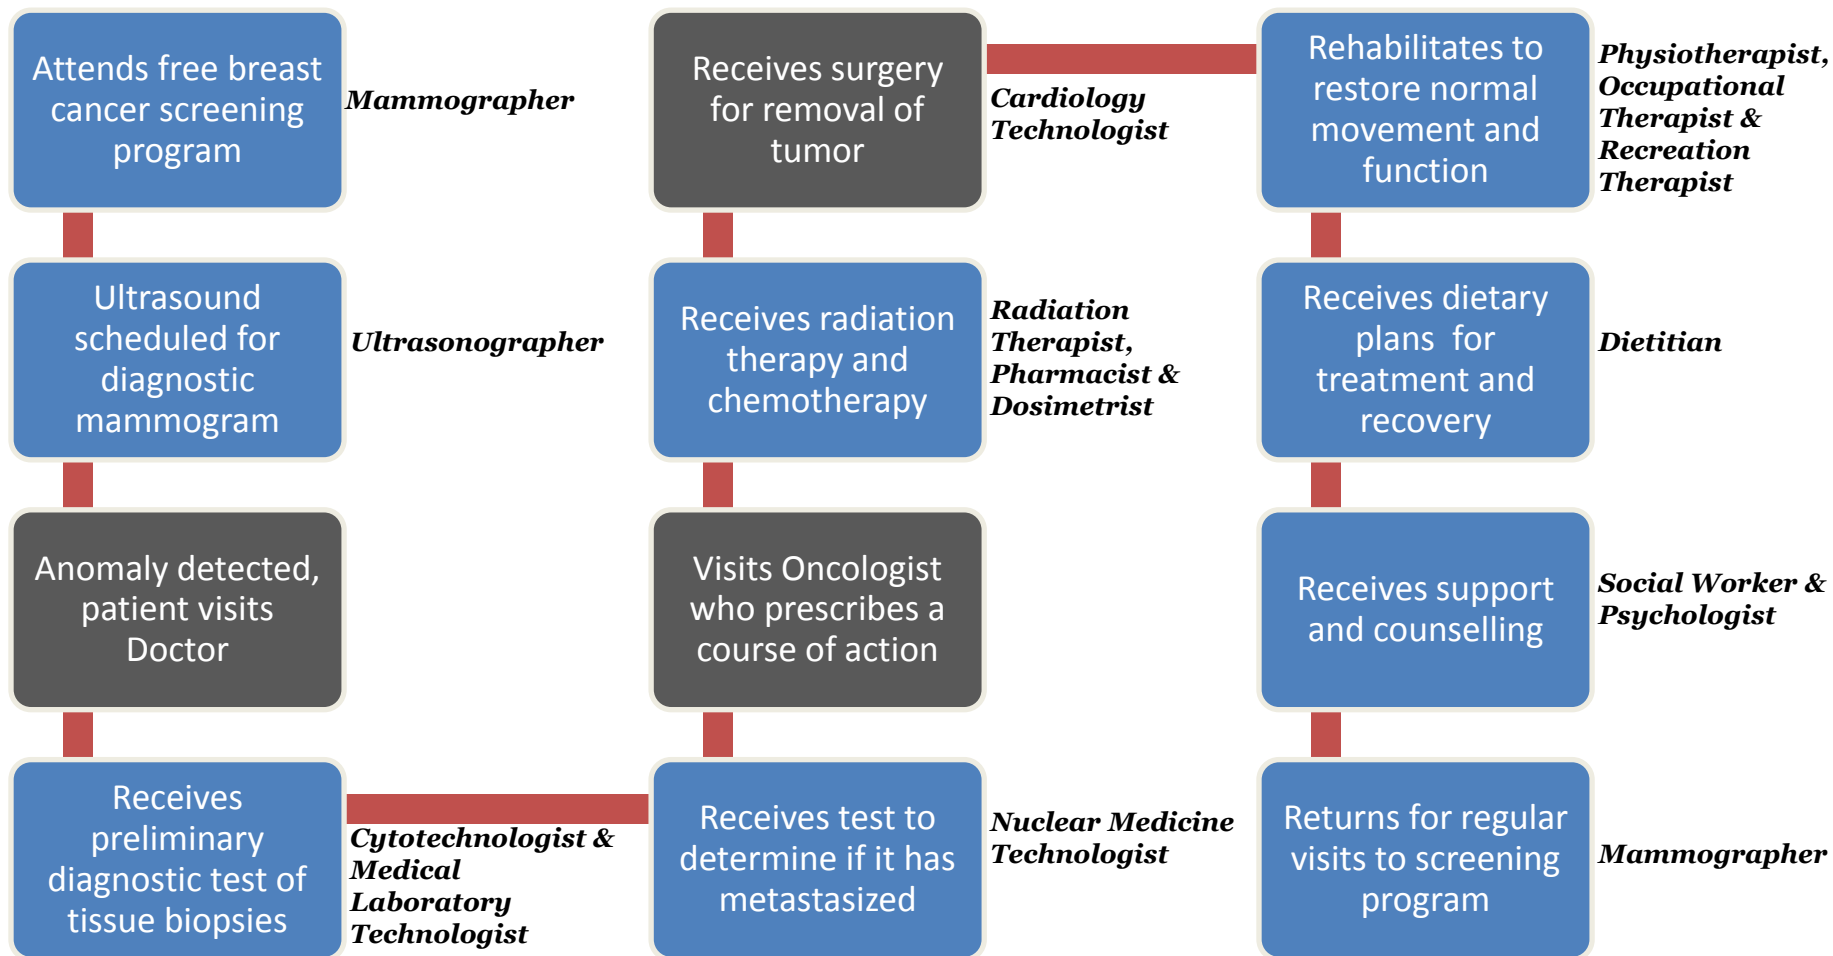 Attends free breast
cancer screening
program
Mammographer
Ultrasound
scheduled for
diagnostic
mammogram
Ultrasonographer
Anomaly detected,
patient visits
Doctor
Receives
preliminary
diagnostic test of
tissue biopsies
Cytotechnologist &
Medical
Laboratory
Technologist
Receives test to
determine if it has
metastasized
Nuclear Medicine
Technologist
Visits Oncologist
who prescribes a
course of action
Receives radiation
therapy and
chemotherapy
Radiation
Therapist,
Pharmacist &
Dosimetrist
Receives surgery
for removal of
tumor
Cardiology
Technologist
Rehabilitates to
restore normal
movement and
function
Physiotherapist,
Occupational
Therapist &
Recreation
Therapist
Receives dietary
plans for
treatment and
recovery
Dietitian
Receives support
and counselling
Social Worker &
Psychologist
Returns for regular
visits to screening
program
Mammographer